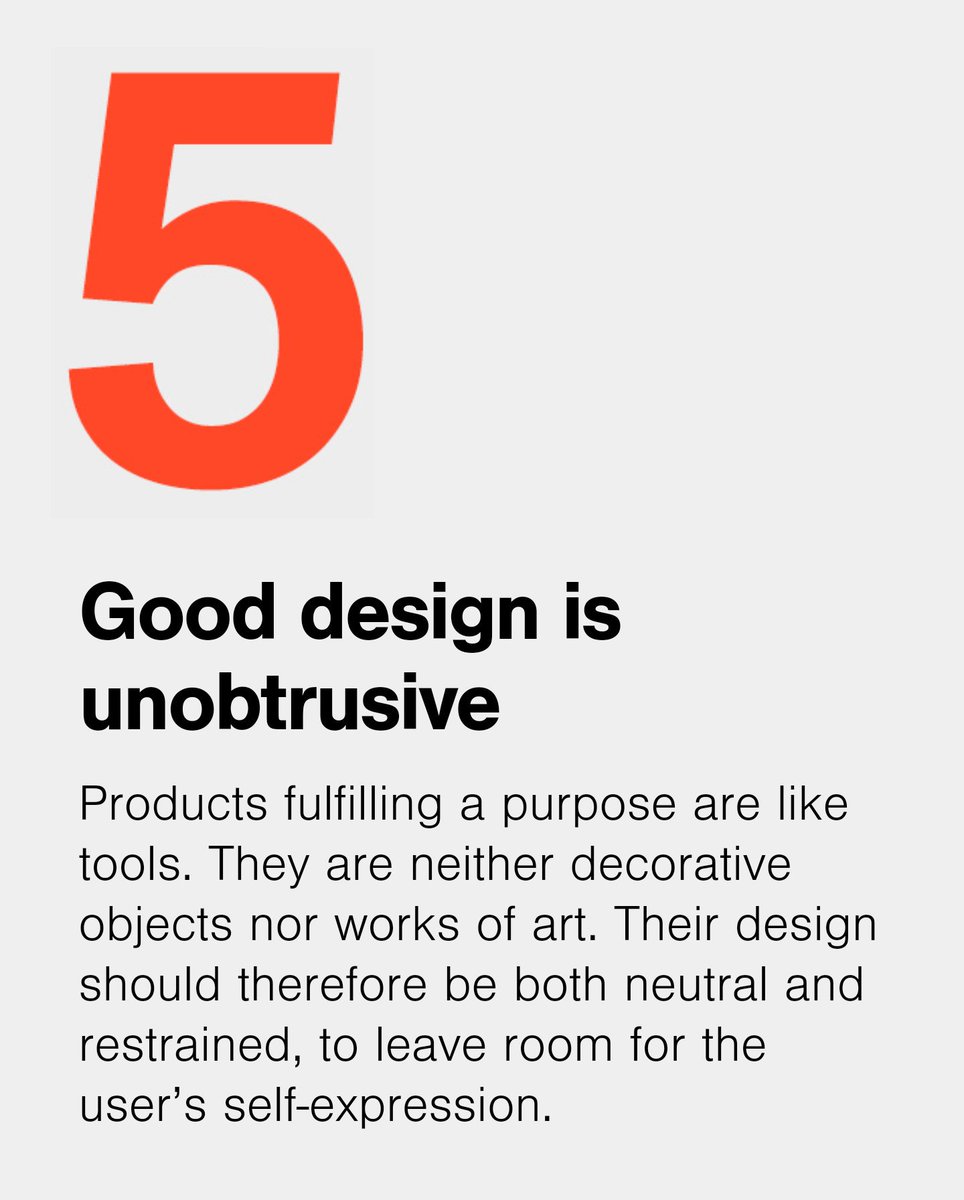 5
Good design is
unobtrusive
Products fulfilling a purpose are like
tools. They are neither decorative
objects nor works of art. Their design
should therefore be both neutral and
restrained, to leave room for the
user’s self-expression.